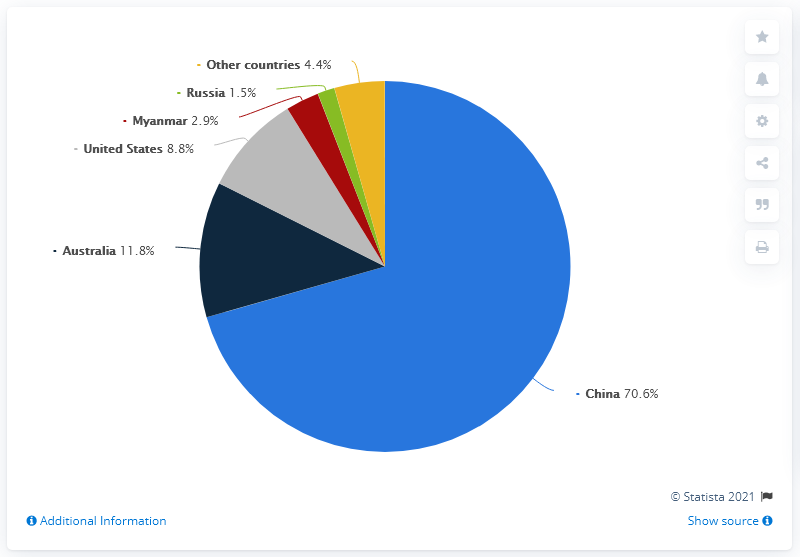 Other countries 4.4%
Russia 1.5%
Myanmar 2.9%
United States 8.8%
Australia 11.8%
China 70.6%
© Statista 2021
Additional Information
Show source